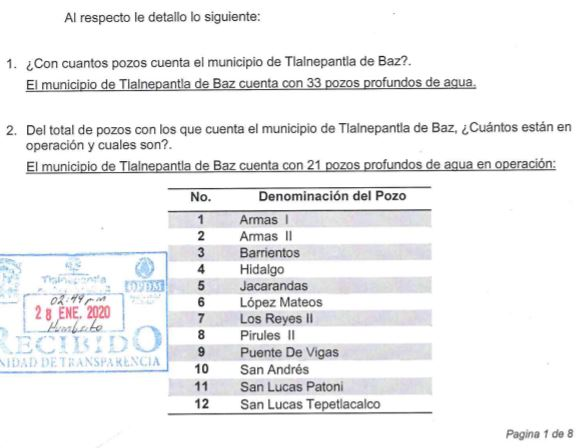 Al respecto le detallo lo siguiente:
1. ¿Con cuantos pozos cuenta el municipio de Tlalnepantla de Baz?.
El municipio de Tlalnepantla de Baz cuenta con 33 pozos profundos de agua.
2. Del total de pozos con los que cuenta el municipio de Tlalnepantla de Baz, ¿Cuántos están en
operación y cuales son?.
El municipio de Tlalnepantla de Baz cuenta con 21 pozos profundos de agua en operación:
No. Denominación del Pozo
1 Armas I
2 Armas II
3 Barrientos
4 Hidalgo
5 Jacarandas
6 López Mateos
7 Los Reyes II
8 Pirules II
9 Puente De Vigas
10 San Andrés
11 San Lucas Patoni
12 San Lucas Tepetlacalco
Tlalnepantla
OPDM
02:44 pm
28 ENE. 2020
Humberto
RECIBIDO
UNIDAD DE TRANSPARENCIA
Pagina 1 de 8